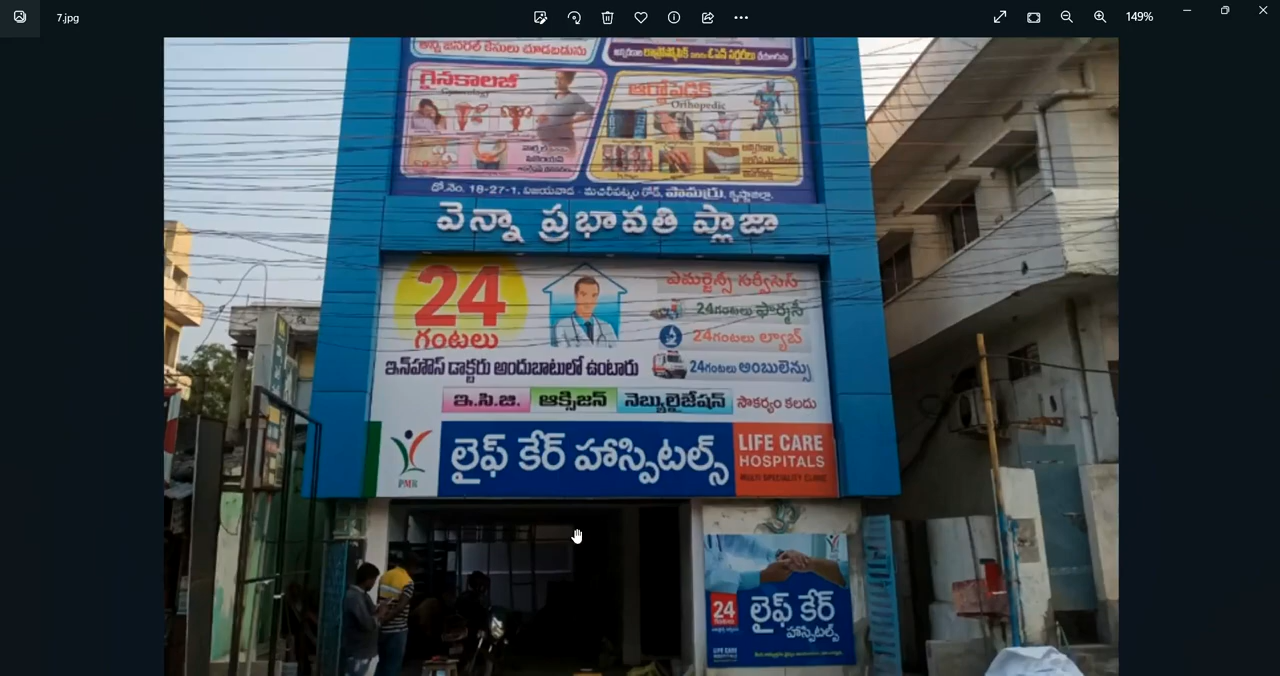 7.jpg
149%
గైనకాలజీ
Gynecology
ఆర్థోపెడిక్
Orthopedic
డో.నెం. 18-27-1, విజయవాడ - మచిలీపట్నం రోడ్, పామర్రు, కృష్ణాజిల్లా.
వెన్నా ప్రభావతి ప్లాజా
24
గంటలు
ఎమర్జెన్సీ సర్వీసెస్
24గంటలు ఫార్మసీ
24గంటలు ల్యాబ్
ఇన్‌హౌస్ డాక్టరు అందుబాటులో ఉంటారు
24గంటలు అంబులెన్సు
ఇ.సి.జి. ఆక్సిజన్ నెబ్యులైజేషన్ సౌకర్యం కలదు
PMR
లైఫ్ కేర్ హాస్పిటల్స్
LIFE CARE
HOSPITALS
MULTI SPECIALITY CLINIC
24
లైఫ్ కేర్
హాస్పిటల్స్
LIFE CARE
HOSPITALS